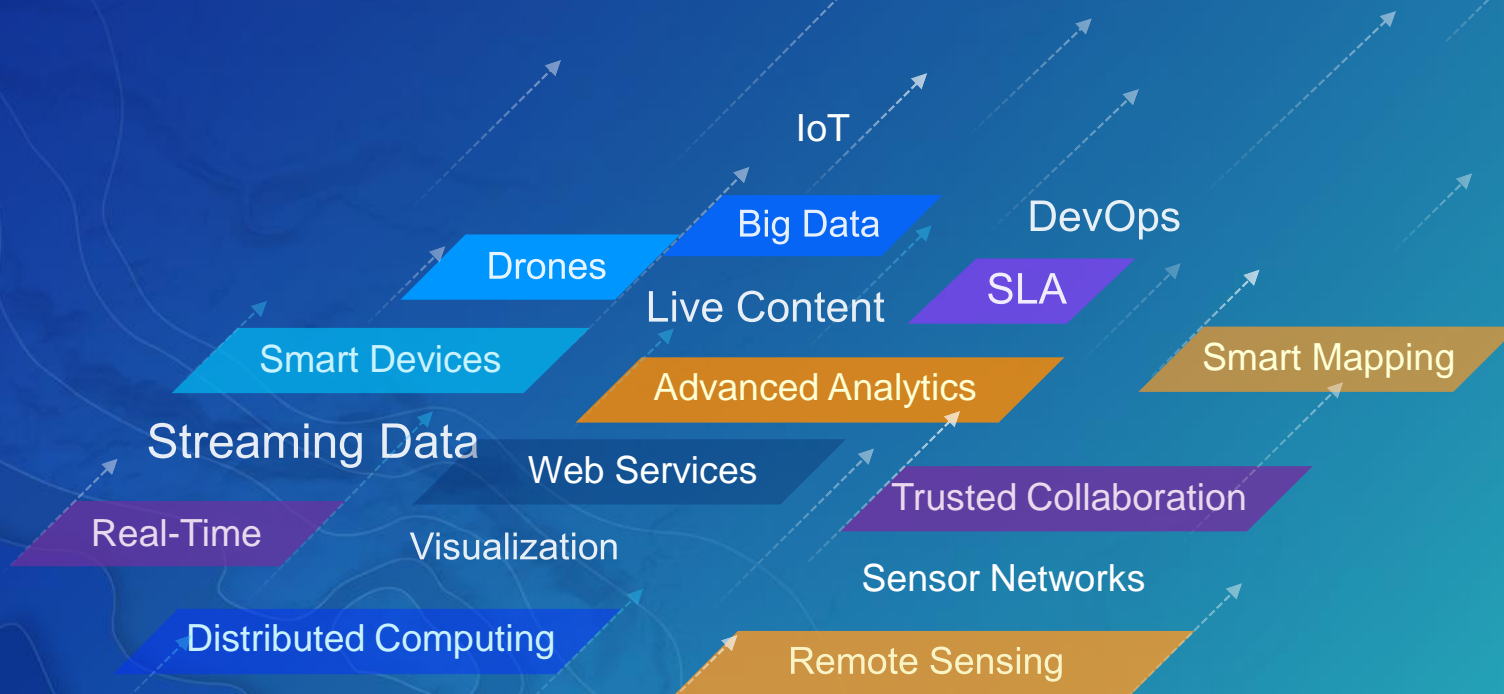 IoT
Big Data
DevOps
Drones
Live Content
SLA
Smart Devices
Advanced Analytics
Smart Mapping
Streaming Data
Web Services
Trusted Collaboration
Real-Time
Visualization
Sensor Networks
Distributed Computing
Remote Sensing